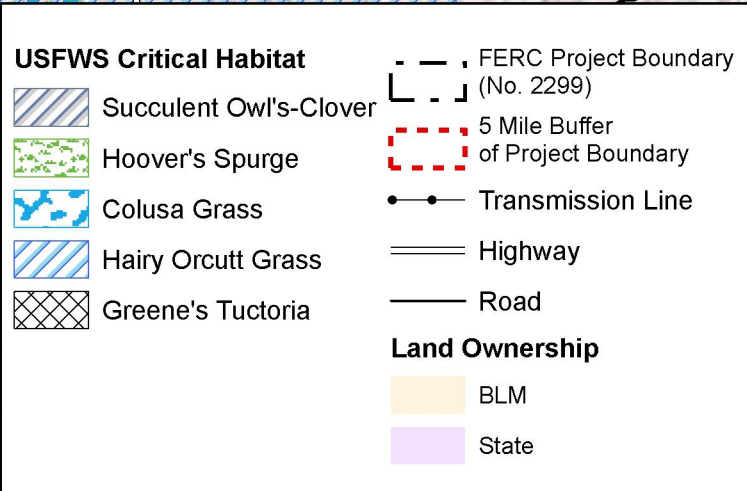 USFWS Critical Habitat
Succulent Owl's-Clover
Hoover's Spurge
Colusa Grass
Hairy Orcutt Grass
Greene's Tuctoria
FERC Project Boundary
(No. 2299)
5 Mile Buffer
of Project Boundary
Transmission Line
Highway
Road
Land Ownership
BLM
State